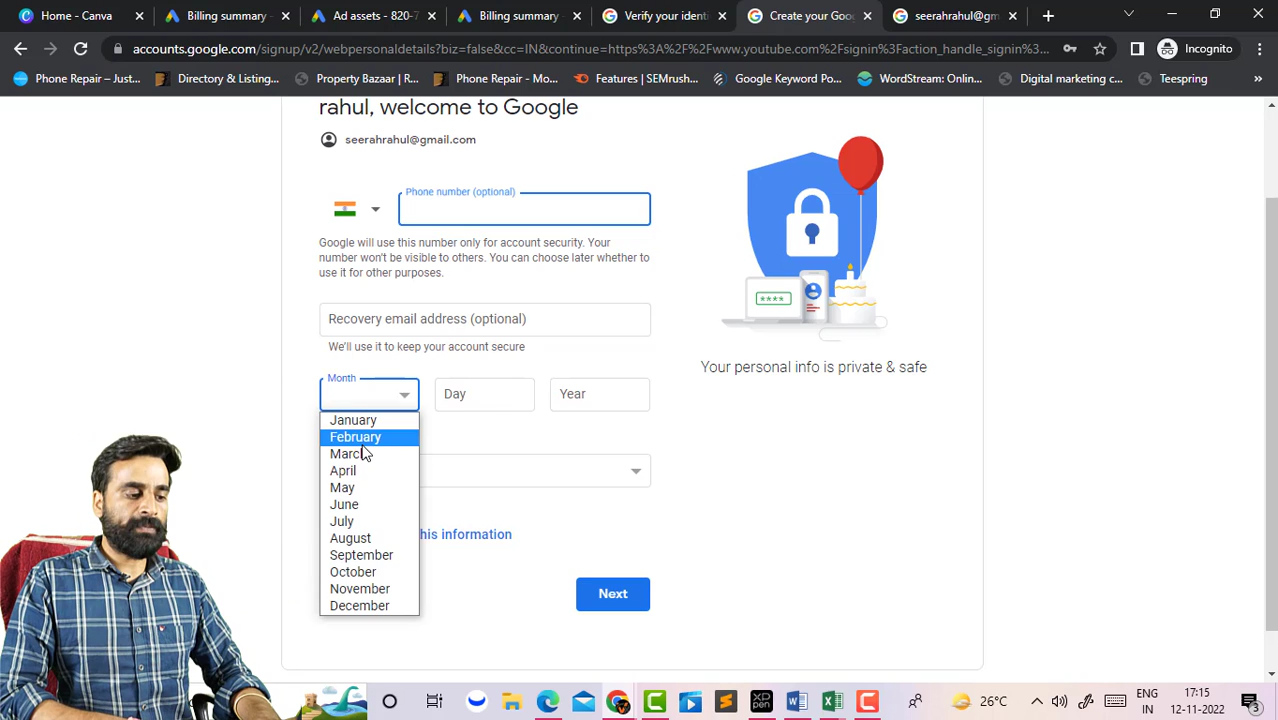 Home - Canva
Billing summary -
Ad assets - 820-7
Billing summary -
Verify your identi
Create your Goog
seerahrahul@gm
accounts.google.com/signup/v2/webpersonaldetails?biz=false&cc=IN&continue=https%3A%2F%2Fwww.youtube.com%2Fsignin%3Faction_handle_signin%3...
Incognito
Phone Repair – Just...
Directory & Listing...
Property Bazaar | R...
Phone Repair - Mo...
Features | SEMrush...
Google Keyword Po...
WordStream: Onlin...
Digital marketing c...
Teespring
»
rahul, welcome to Google
seerahrahul@gmail.com
Phone number (optional)
Google will use this number only for account security. Your
number won't be visible to others. You can choose later whether to
use it for other purposes.
Recovery email address (optional)
We'll use it to keep your account secure
Month
Day
Year
January
February
March
April
May
June
July
August
September
October
November
December
his information
Next
****
Your personal info is private & safe
26°C
ENG
IN
17:15
12-11-2022
3